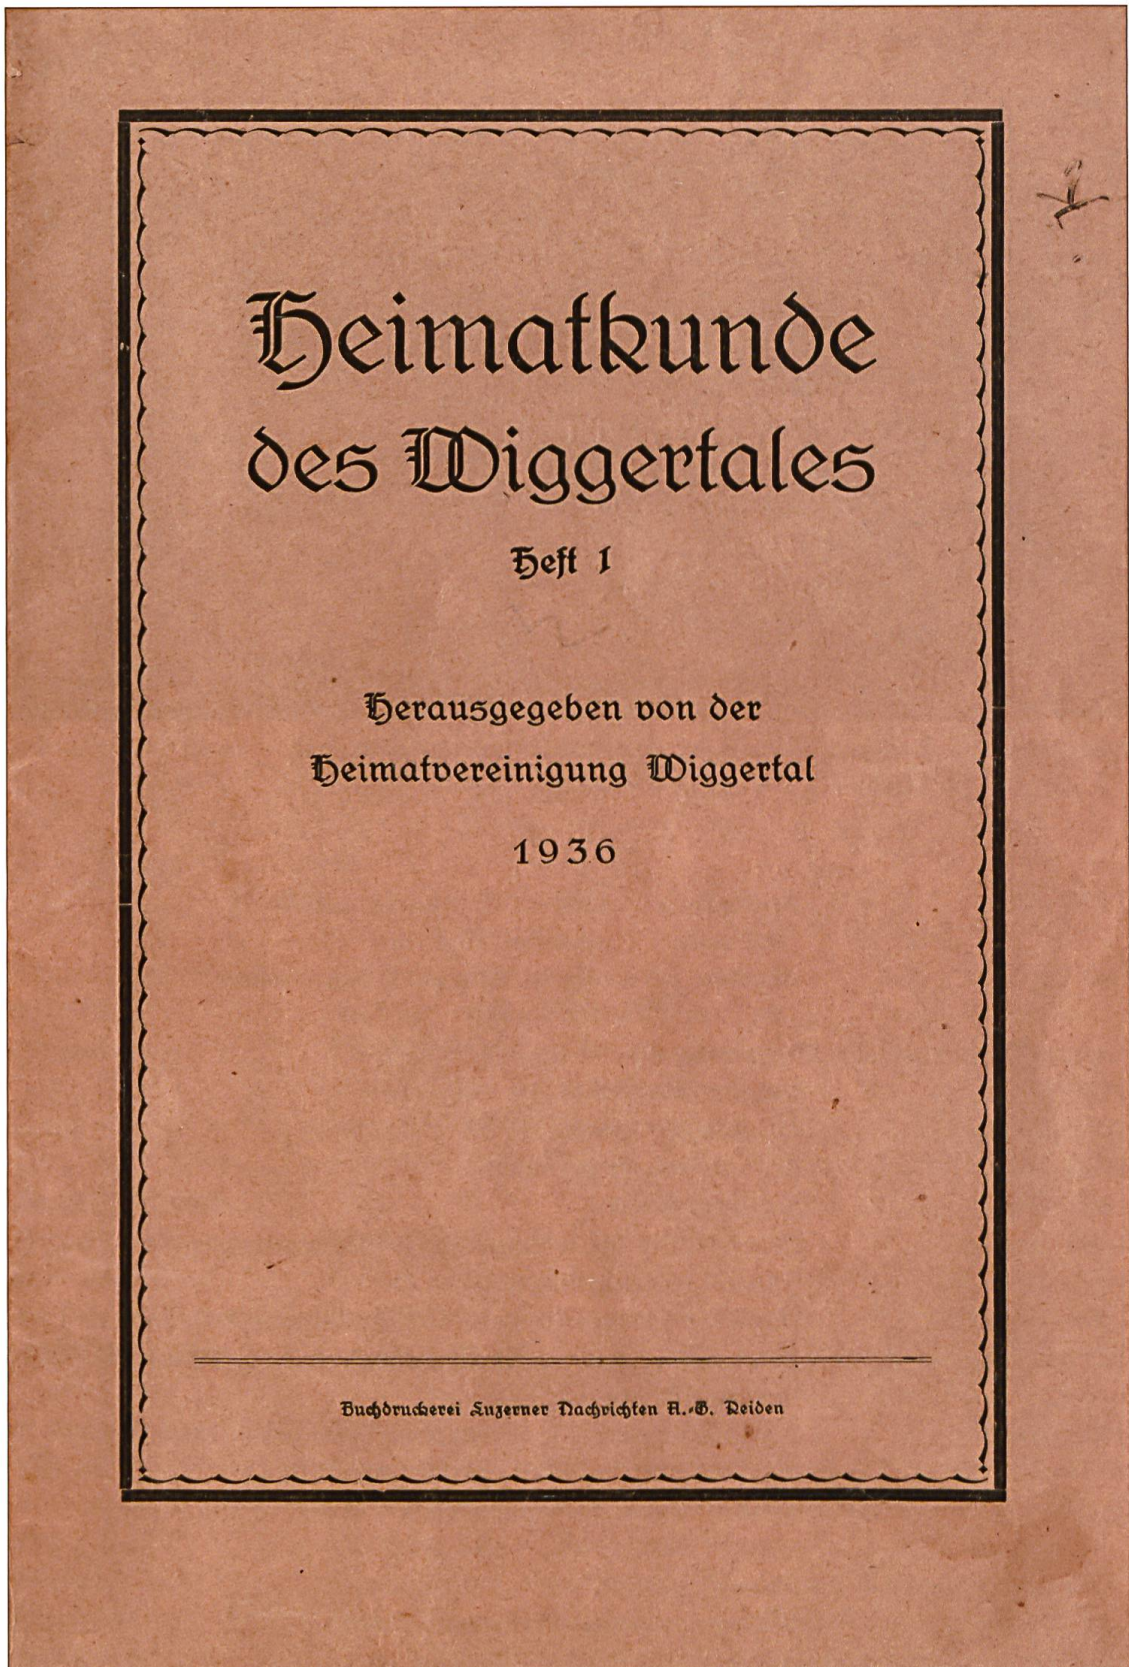 Heimatkunde
des Wiggertales
Heft 1
Herausgegeben von der
Heimatvereinigung Wiggertal
1936
Buchdruckerei Luzerner Nachrichten A.-G. Reiden